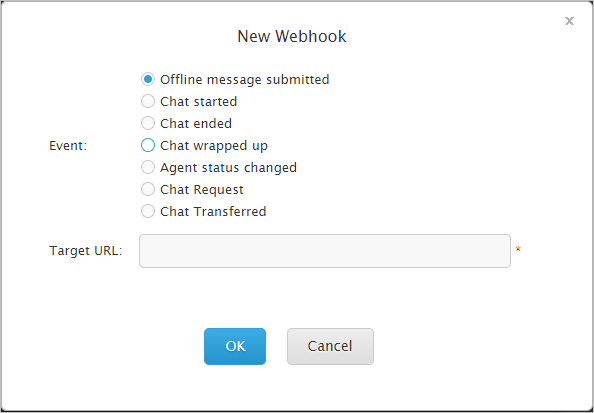 x
New Webhook
Offline message submitted
Chat started
Chat ended
Event:
Chat wrapped up
Agent status changed
Chat Request
Chat Transferred
Target URL: *
OK Cancel